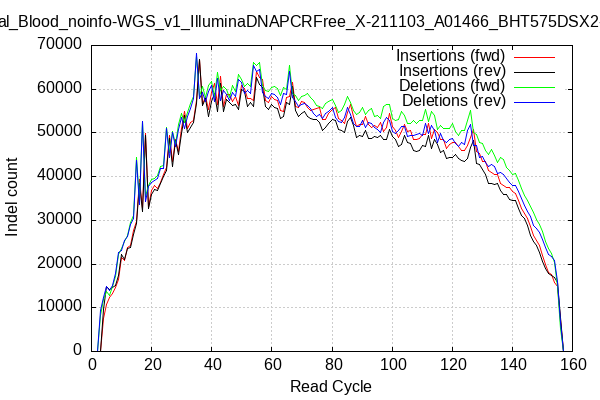 al_Blood_noinfo-WGS_v1_IlluminaDNAPCRFree_X-211103_A01466_BHT575DSX2
70000
60000
50000
40000
30000
20000
10000
0
Indel count
Insertions (fwd)
Insertions (rev)
Deletions (fwd)
Deletions (rev)
0 20 40 60 80 100 120 140 160
Read Cycle